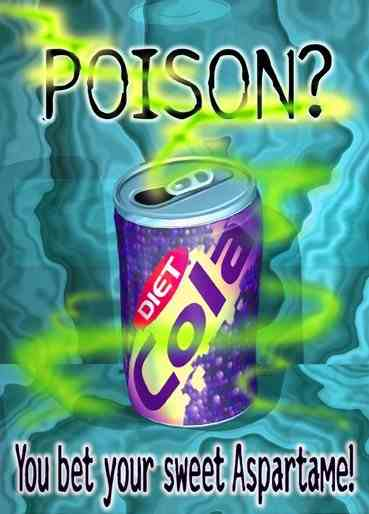 POISON?
DIET
Cola
You bet your sweet Aspartame!